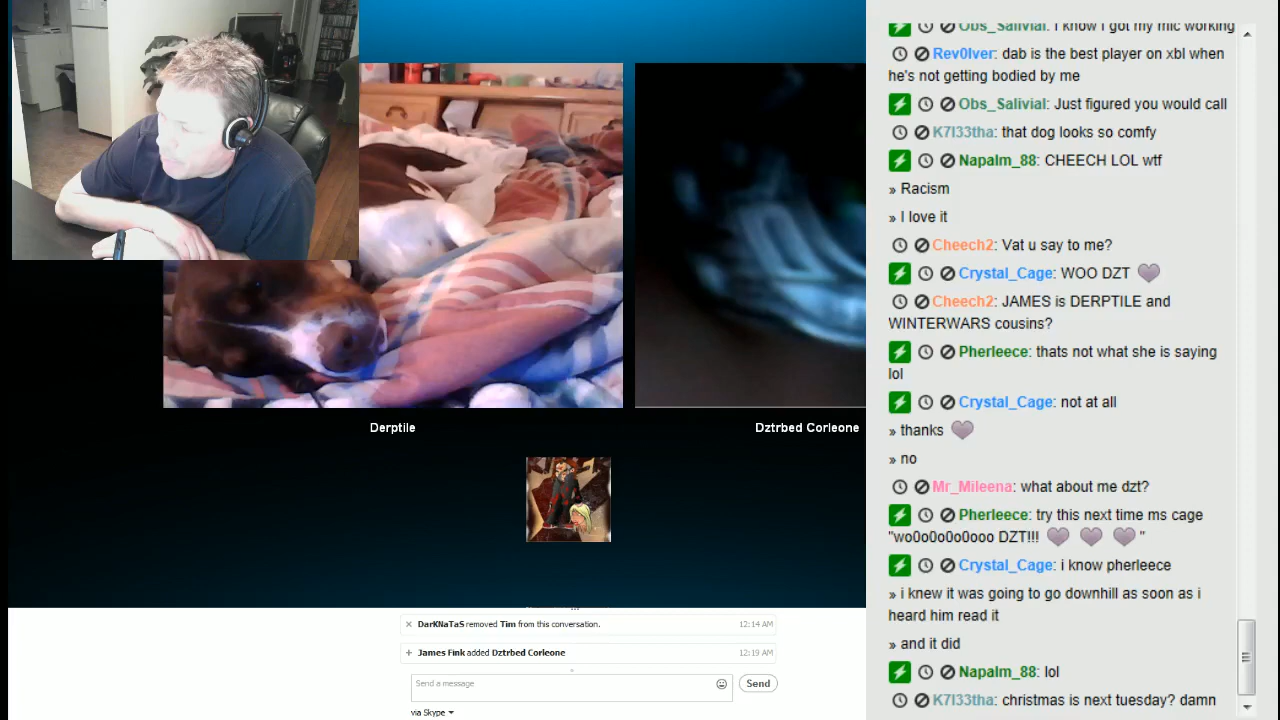 Obs_Salivial: I know I got my mic working
Rev0lver: dab is the best player on xbl when
he's not getting bodied by me
Obs_Salivial: Just figured you would call
K7l33tha: that dog looks so comfy
Napalm_88: CHEECH LOL wtf
» Racism
» I love it
Cheech2: Vat u say to me?
Crystal_Cage: WOO DZT
Cheech2: JAMES is DERPTILE and
WINTERWARS cousins?
Pherleece: thats not what she is saying
lol
Crystal_Cage: not at all
» thanks
» no
Mr_Mileena: what about me dzt?
Pherleece: try this next time ms cage
"wo0o0o0o0ooo DZT!!! "
Crystal_Cage: i know pherleece
» i knew it was going to go downhill as soon as i
heard him read it
» and it did
Napalm_88: lol
K7l33tha: christmas is next tuesday? damn
Derptile
Dztrbed Corleone
DarKNaTaS removed Tim from this conversation. 12:14 AM
James Fink added Dztrbed Corleone 12:19 AM
Send a message
Send
via Skype